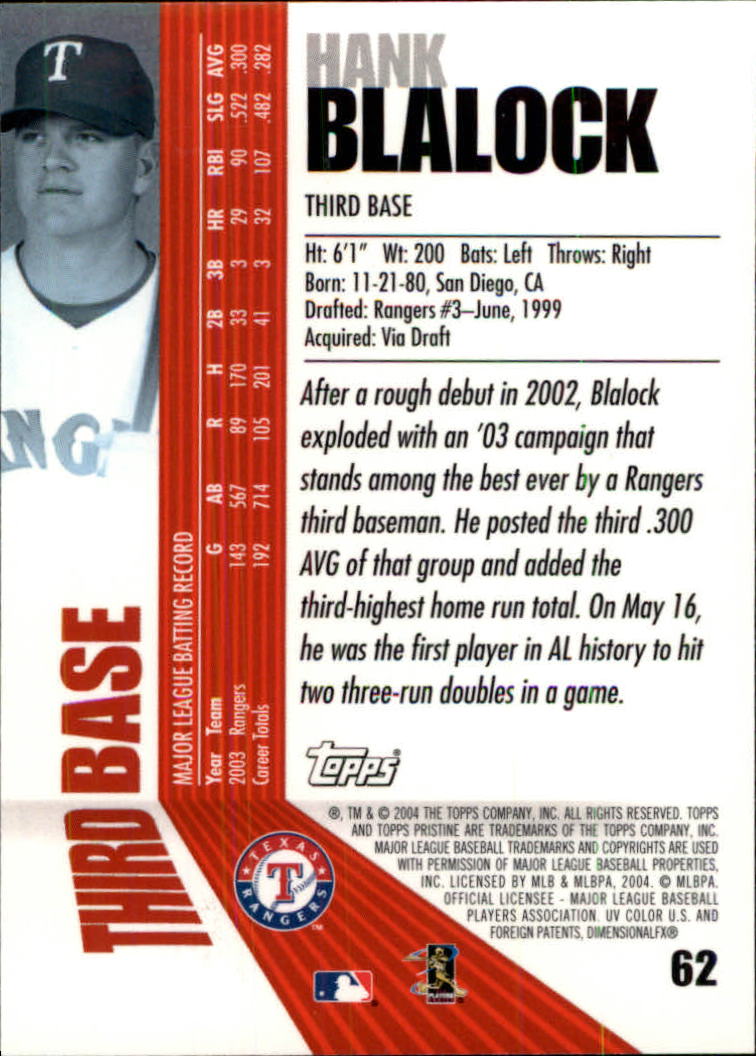 HANK
BLALOCK
THIRD BASE
Ht: 6'1" Wt: 200 Bats: Left Throws: Right
Born: 11-21-80, San Diego, CA
Drafted: Rangers #3–June, 1999
Acquired: Via Draft
After a rough debut in 2002, Blalock
exploded with an '03 campaign that
stands among the best ever by a Rangers
third baseman. He posted the third .300
AVG of that group and added the
third-highest home run total. On May 16,
he was the first player in AL history to hit
two three-run doubles in a game.
topps®
®, TM & © 2004 THE TOPPS COMPANY, INC. ALL RIGHTS RESERVED. TOPPS
AND TOPPS PRISTINE ARE TRADEMARKS OF THE TOPPS COMPANY, INC.
MAJOR LEAGUE BASEBALL TRADEMARKS AND COPYRIGHTS ARE USED
WITH PERMISSION OF MAJOR LEAGUE BASEBALL PROPERTIES,
INC. LICENSED BY MLB & MLBPA, 2004. © MLBPA.
OFFICIAL LICENSEE - MAJOR LEAGUE BASEBALL
PLAYERS ASSOCIATION. UV COLOR U.S. AND
FOREIGN PATENTS, DIMENSIONALFX®
62
THIRD BASE
MAJOR LEAGUE BATTING RECORD
Year Team G AB R H 2B 3B HR RBI SLG AVG
2003 Rangers 143 567 89 170 33 3 29 90 .522 .300
Career Totals 192 714 105 201 41 3 32 107 .482 .282
T
NG
TEXAS
T
RANGERS
TM
PLAYERS